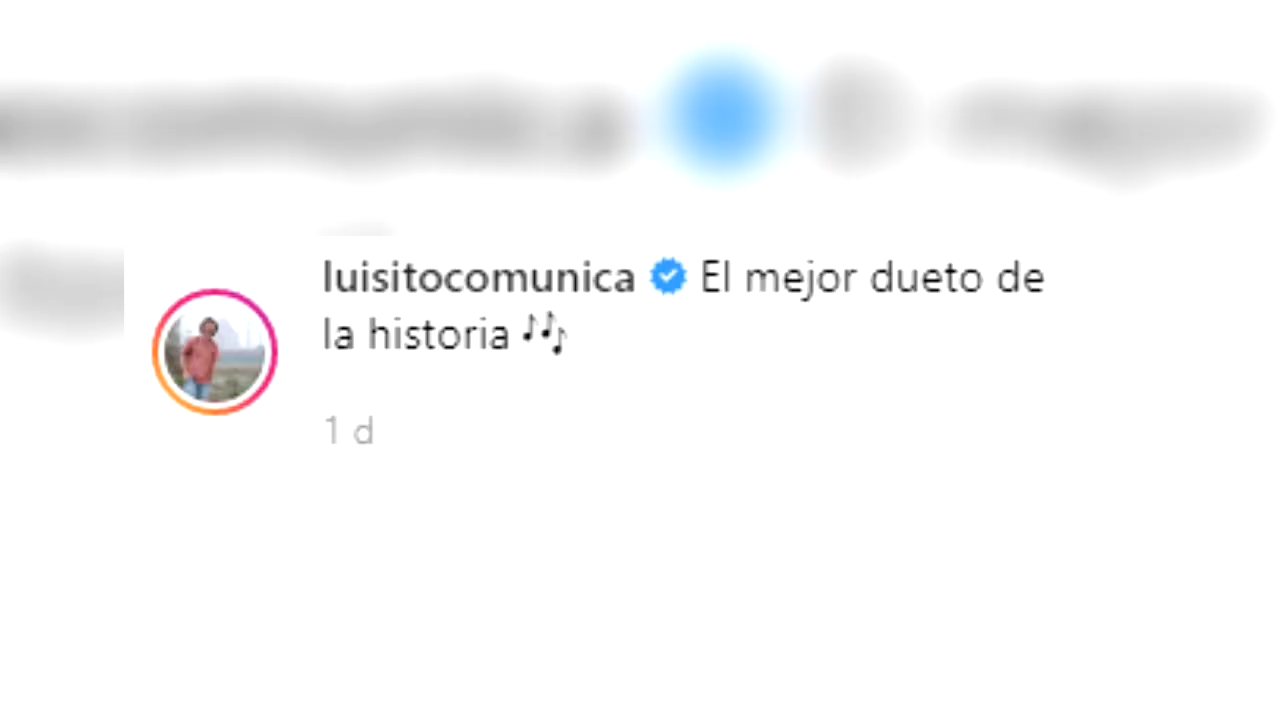 luisitocomunica El mejor dueto de
la historia 🎶
1 d